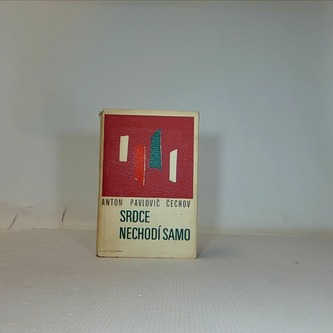 ANTON PAVLOVIČ ČECHOV
SRDCE
NECHODÍ SAMO